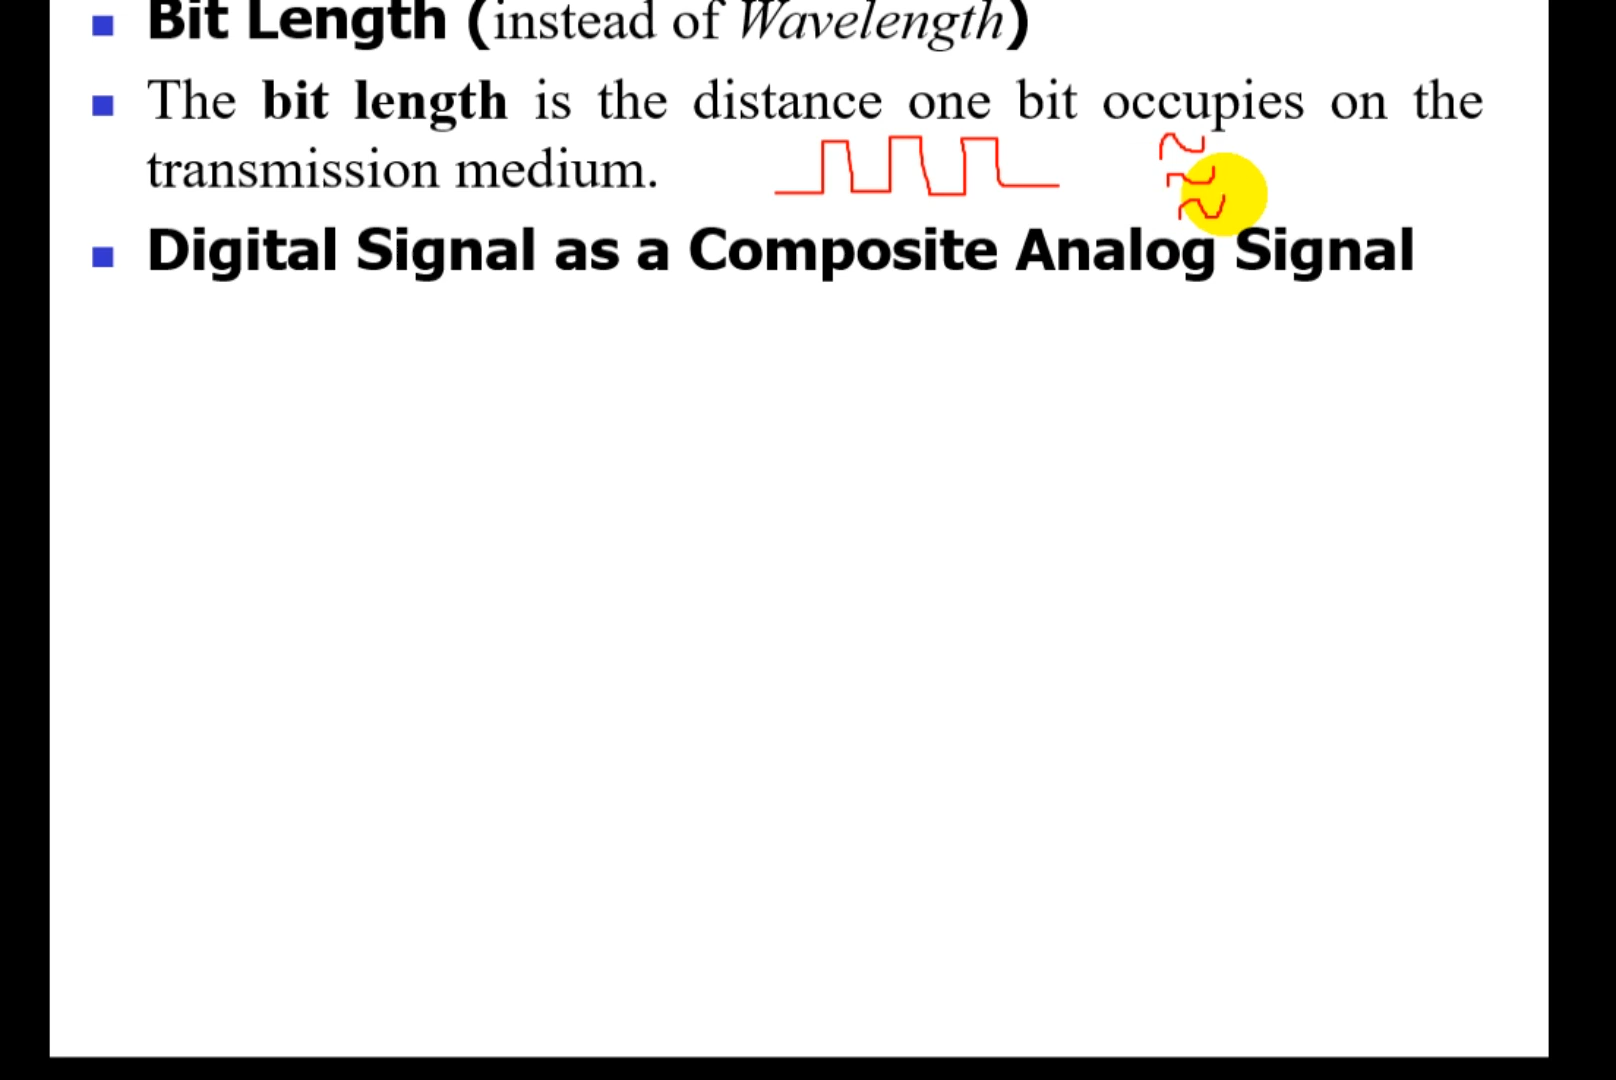 Bit Length (instead of Wavelength)
The bit length is the distance one bit occupies on the
transmission medium.
Digital Signal as a Composite Analog Signal